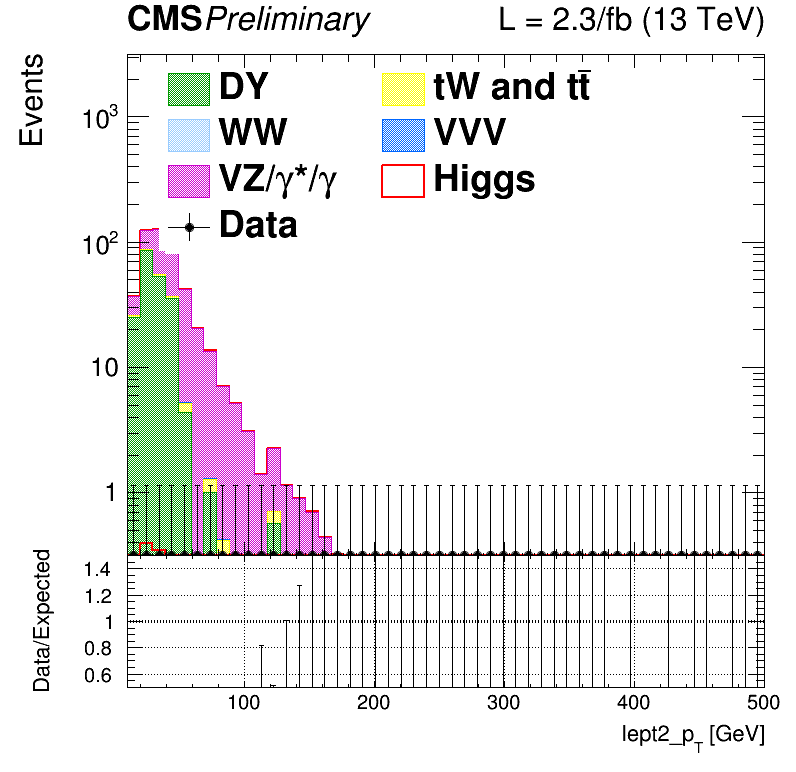 CMS Preliminary L = 2.3/fb (13 TeV)
Events
DY tW and tt̅
WW VVV
VZ/γ*/γ Higgs
Data
10³
10²
10
1
Data/Expected
1.4
1.2
1
0.8
0.6
100 200 300 400 500
lept2_p_T [GeV]